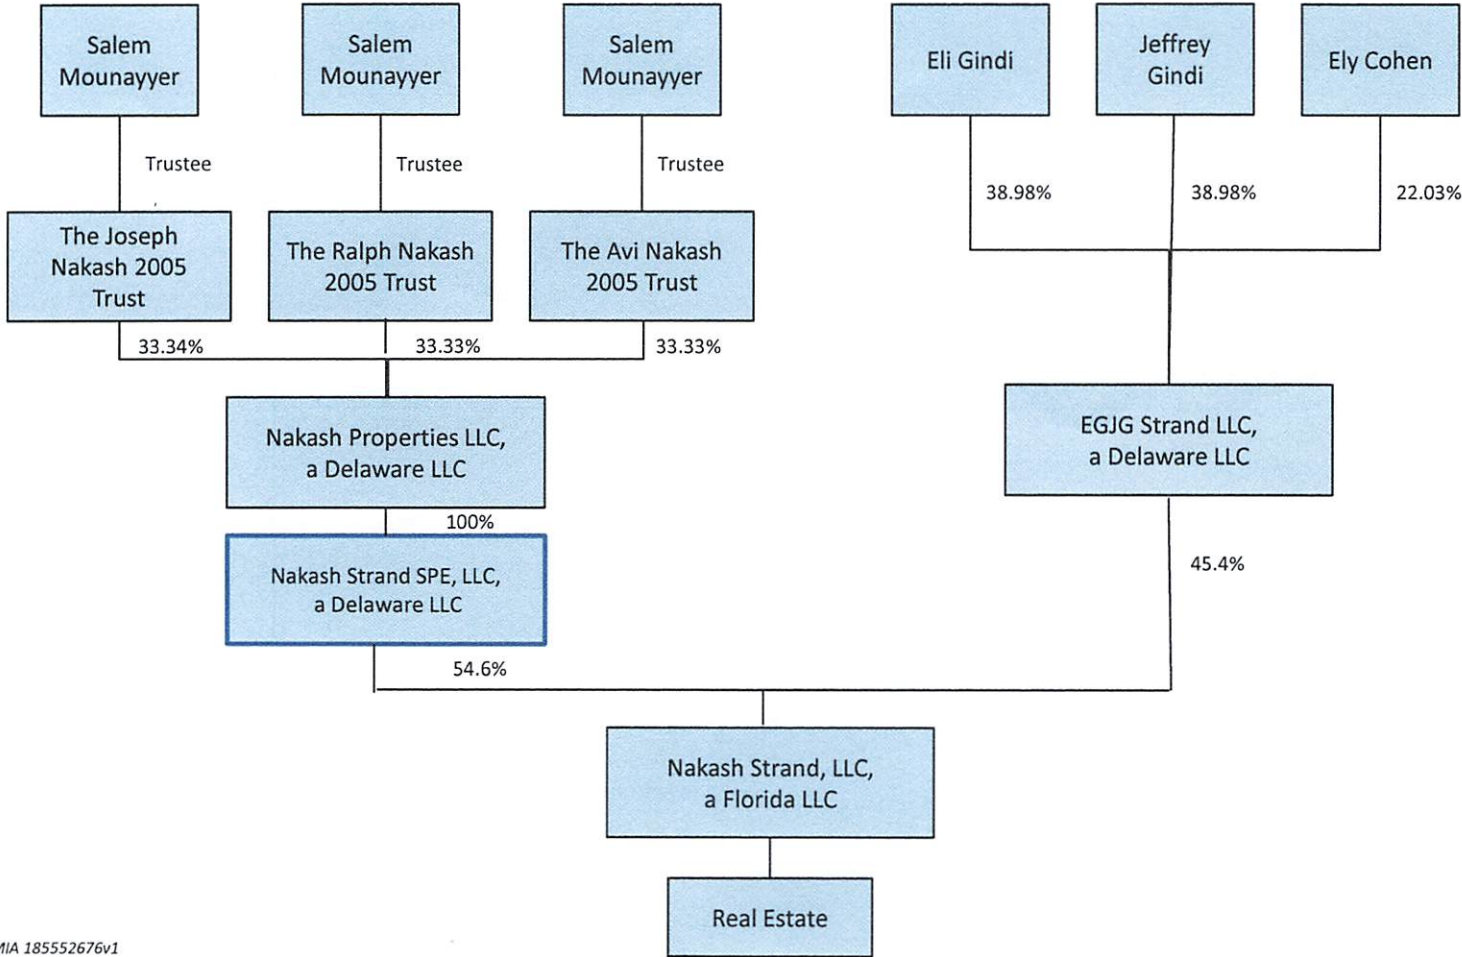 Salem
Mounayyer
Salem
Mounayyer
Salem
Mounayyer
Eli Gindi
Jeffrey
Gindi
Ely Cohen
Trustee
Trustee
Trustee
38.98%
38.98%
22.03%
The Joseph
Nakash 2005
Trust
The Ralph Nakash
2005 Trust
The Avi Nakash
2005 Trust
33.34%
33.33%
33.33%
Nakash Properties LLC,
a Delaware LLC
EGJG Strand LLC,
a Delaware LLC
100%
Nakash Strand SPE, LLC,
a Delaware LLC
45.4%
54.6%
Nakash Strand, LLC,
a Florida LLC
Real Estate
MIA 185552676v1